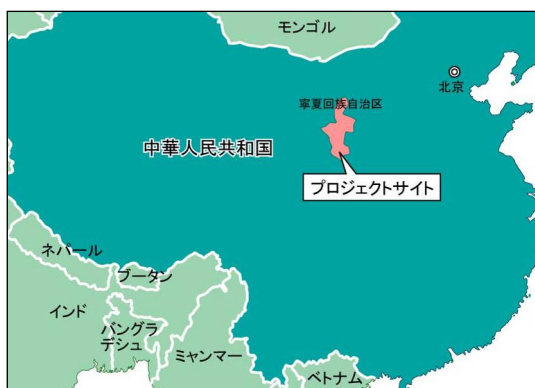 モンゴル
北京
寧夏回族自治区
中華人民共和国
プロジェクトサイト
ネパール
ブータン
インド
バングラ
デシュ
ミャンマー
ベトナム